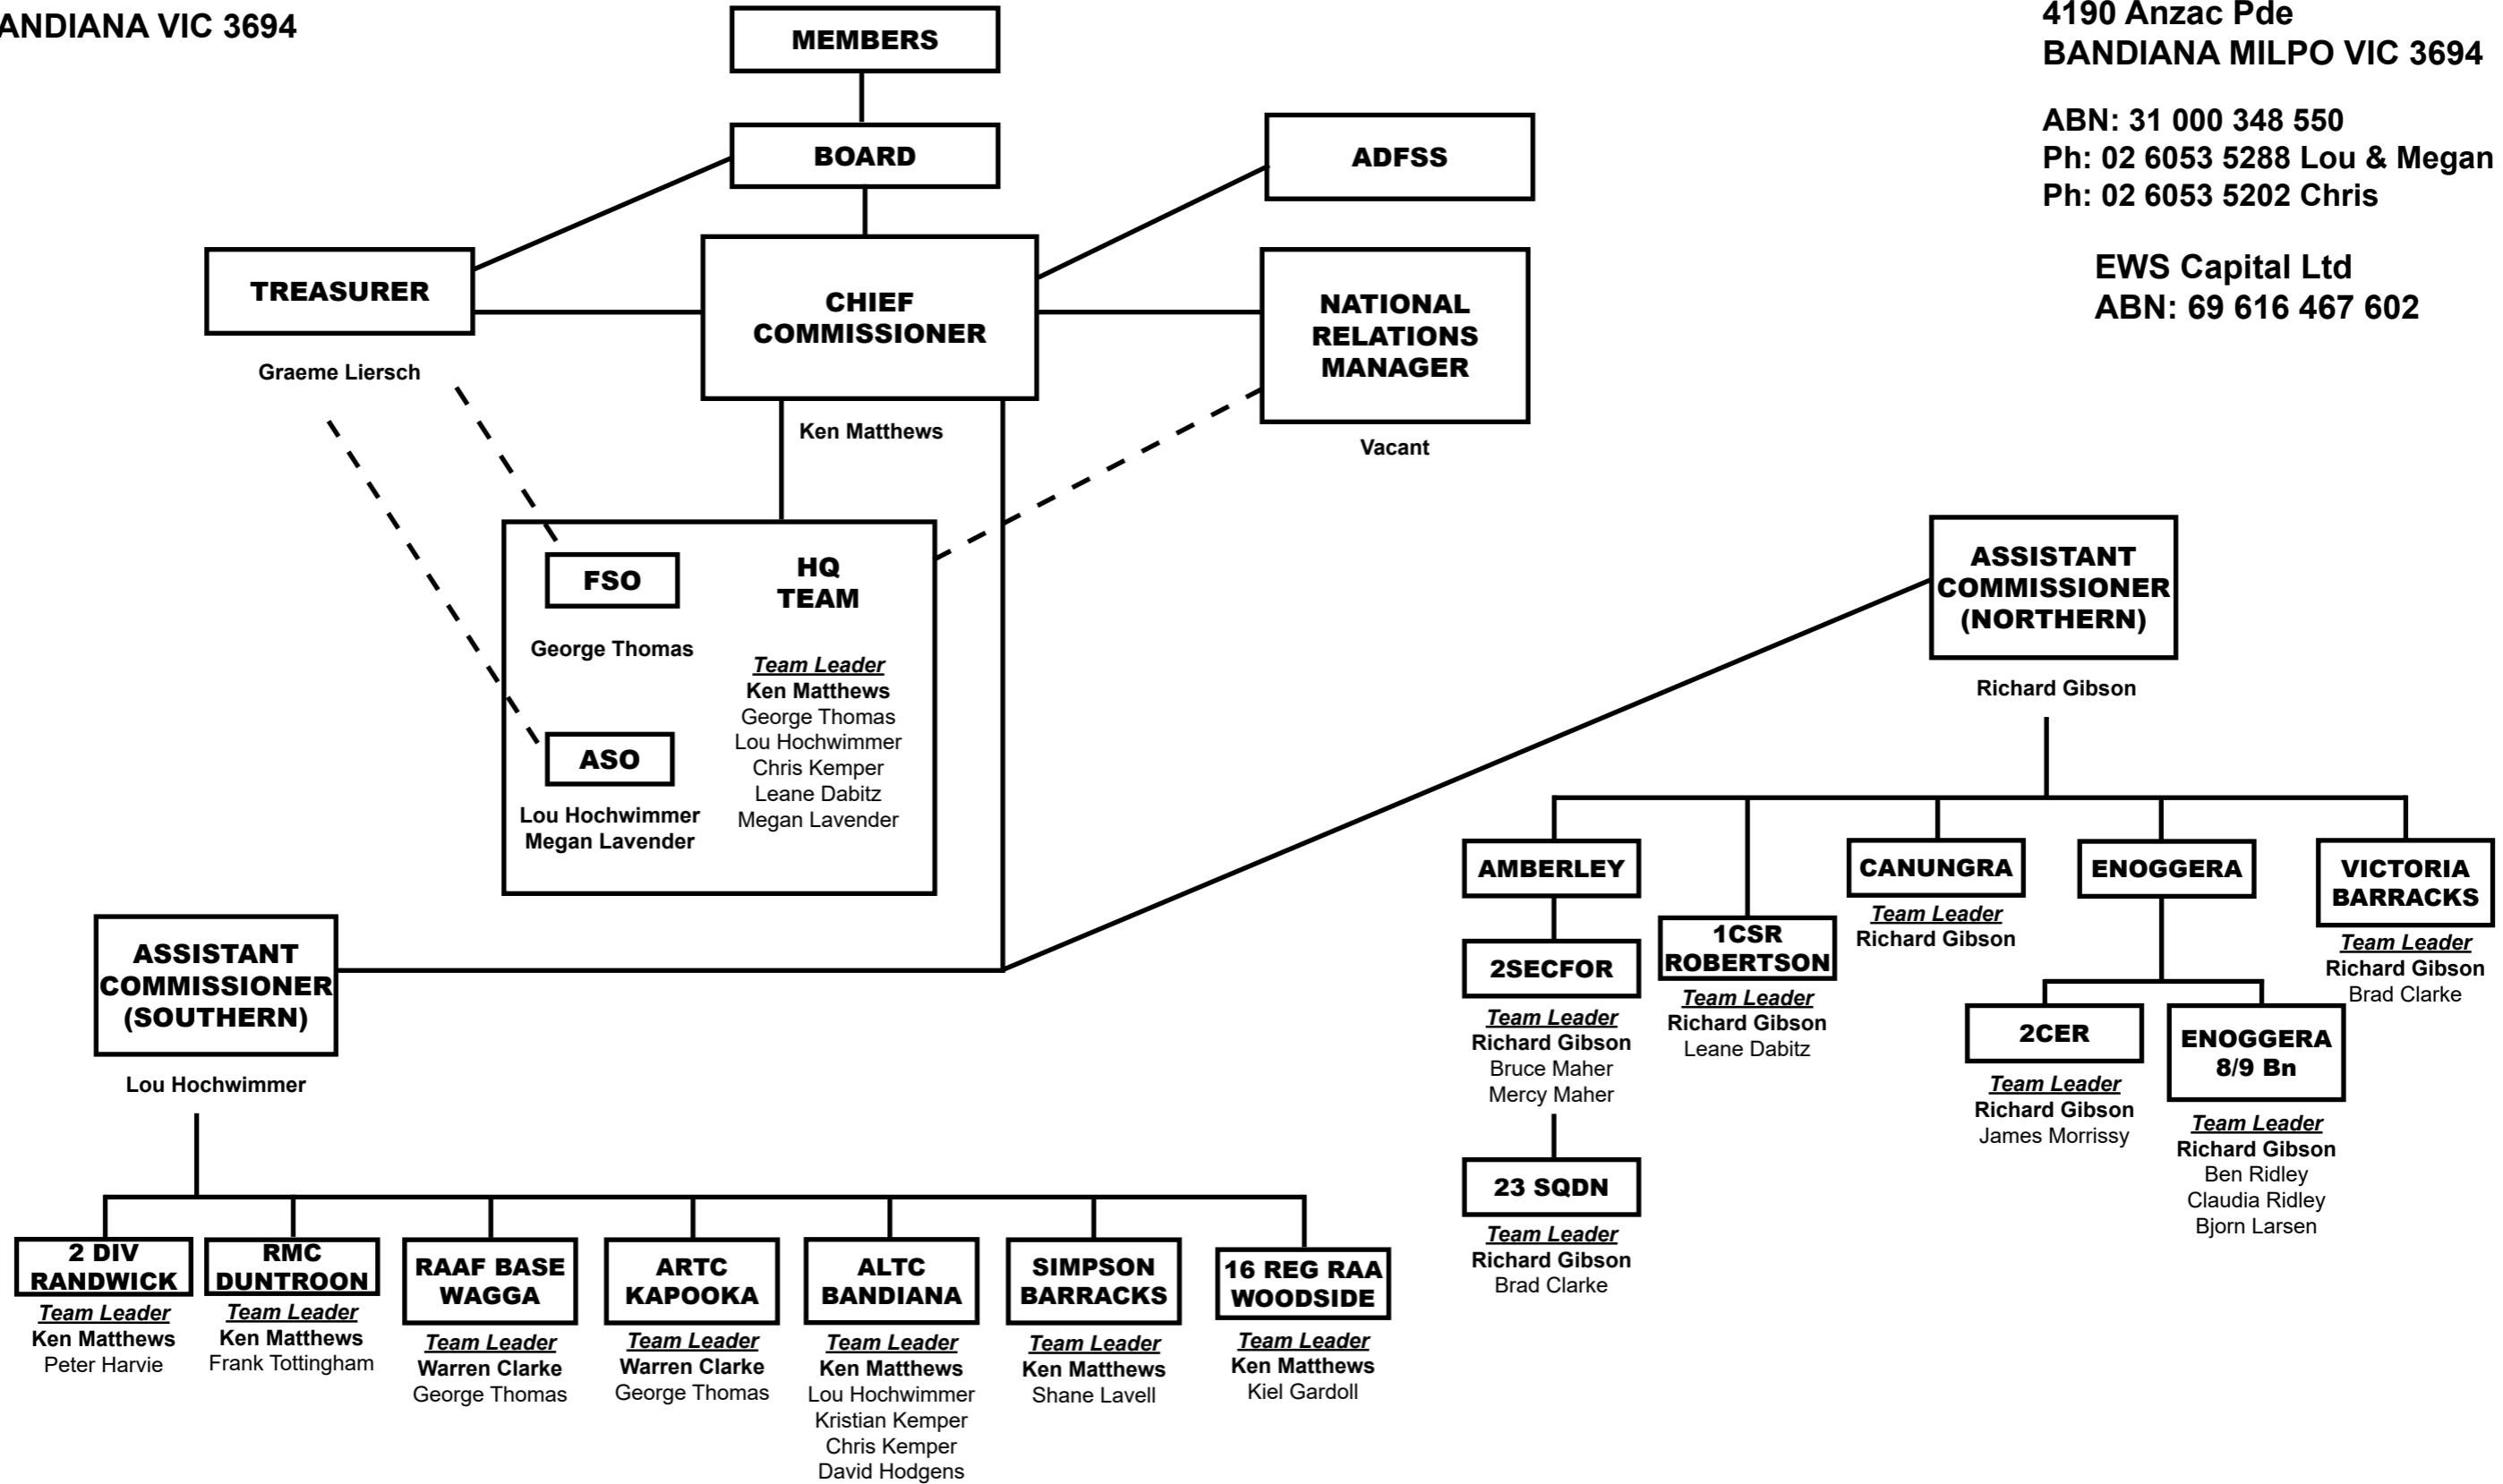 ANDIANA VIC 3694
4190 Anzac Pde
BANDIANA MILPO VIC 3694
ABN: 31 000 348 550
Ph: 02 6053 5288 Lou & Megan
Ph: 02 6053 5202 Chris
EWS Capital Ltd
ABN: 69 616 467 602
MEMBERS
BOARD
ADFSS
TREASURER
Graeme Liersch
CHIEF
COMMISSIONER
Ken Matthews
NATIONAL
RELATIONS
MANAGER
Vacant
FSO
George Thomas
ASO
Lou Hochwimmer
Megan Lavender
HQ
TEAM
Team Leader
Ken Matthews
George Thomas
Lou Hochwimmer
Chris Kemper
Leane Dabitz
Megan Lavender
ASSISTANT
COMMISSIONER
(NORTHERN)
Richard Gibson
AMBERLEY
2SECFOR
Team Leader
Richard Gibson
Bruce Maher
Mercy Maher
23 SQDN
Team Leader
Richard Gibson
Brad Clarke
1CSR
ROBERTSON
Team Leader
Richard Gibson
Leane Dabitz
CANUNGRA
Team Leader
Richard Gibson
ENOGGERA
2CER
Team Leader
Richard Gibson
James Morrissy
ENOGGERA
8/9 Bn
Team Leader
Richard Gibson
Ben Ridley
Claudia Ridley
Bjorn Larsen
VICTORIA
BARRACKS
Team Leader
Richard Gibson
Brad Clarke
ASSISTANT
COMMISSIONER
(SOUTHERN)
Lou Hochwimmer
2 DIV
RANDWICK
Team Leader
Ken Matthews
Peter Harvie
RMC
DUNTROON
Team Leader
Ken Matthews
Frank Tottingham
RAAF BASE
WAGGA
Team Leader
Warren Clarke
George Thomas
ARTC
KAPOOKA
Team Leader
Warren Clarke
George Thomas
ALTC
BANDIANA
Team Leader
Ken Matthews
Lou Hochwimmer
Kristian Kemper
Chris Kemper
David Hodgens
SIMPSON
BARRACKS
Team Leader
Ken Matthews
Shane Lavell
16 REG RAA
WOODSIDE
Team Leader
Ken Matthews
Kiel Gardoll